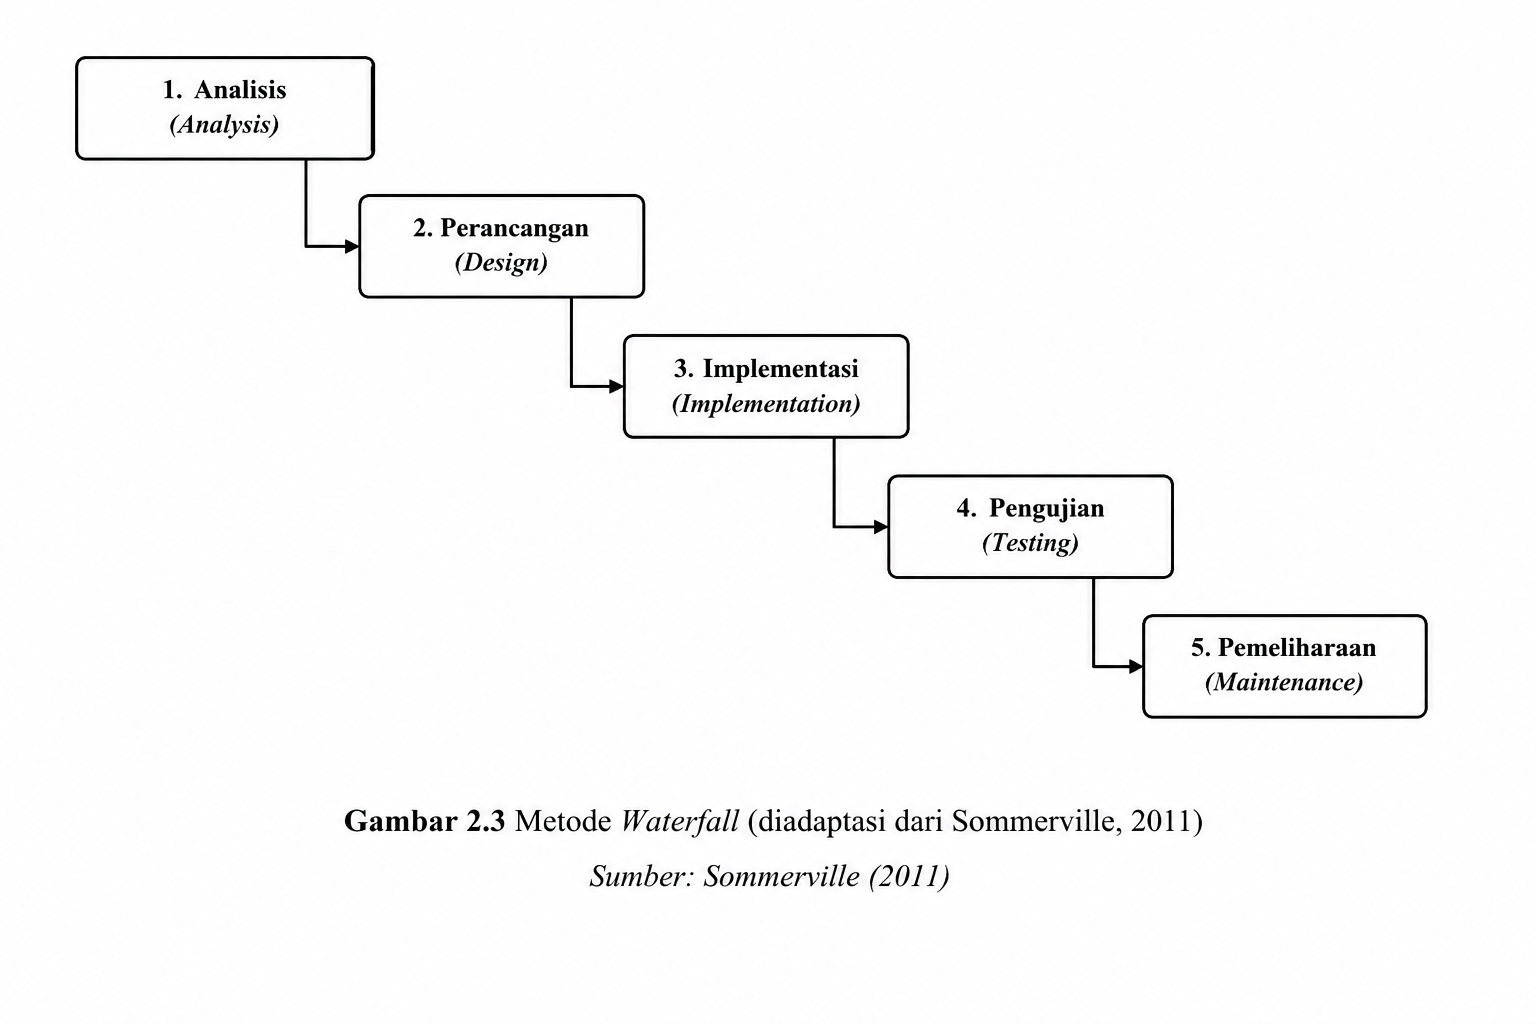 1. Analisis
(Analysis)
2. Perancangan
(Design)
3. Implementasi
(Implementation)
4. Pengujian
(Testing)
5. Pemeliharaan
(Maintenance)
Gambar 2.3 Metode Waterfall (diadaptasi dari Sommerville, 2011)
Sumber: Sommerville (2011)